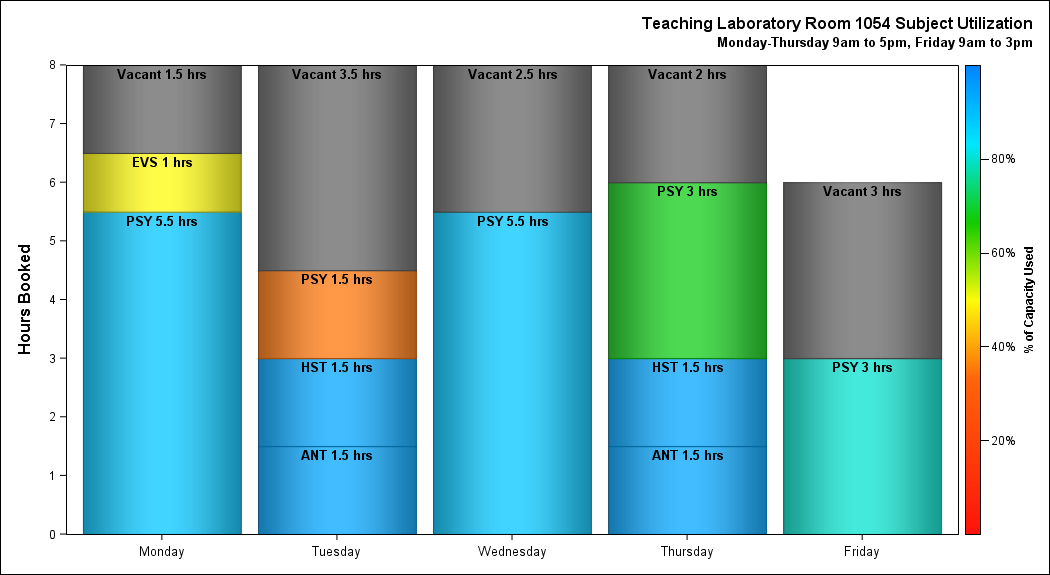 Teaching Laboratory Room 1054 Subject Utilization
Monday-Thursday 9am to 5pm, Friday 9am to 3pm
Hours Booked
8
7
6
5
4
3
2
1
0
Vacant 1.5 hrs
EVS 1 hrs
PSY 5.5 hrs
Vacant 3.5 hrs
PSY 1.5 hrs
HST 1.5 hrs
ANT 1.5 hrs
Vacant 2.5 hrs
PSY 5.5 hrs
Vacant 2 hrs
PSY 3 hrs
HST 1.5 hrs
ANT 1.5 hrs
Vacant 3 hrs
PSY 3 hrs
Monday
Tuesday
Wednesday
Thursday
Friday
80%
60%
40%
20%
% of Capacity Used